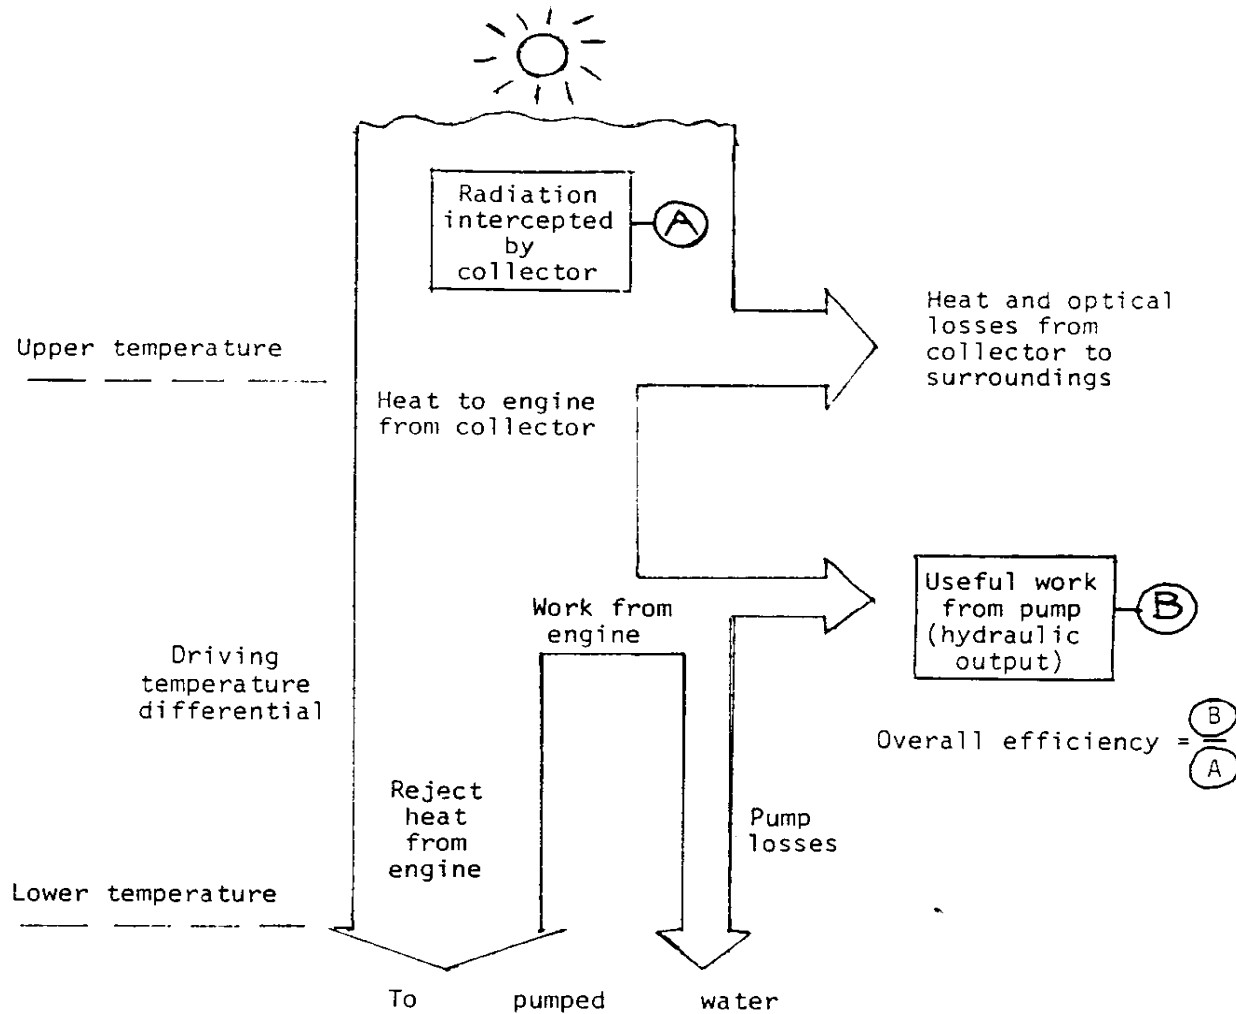 Radiation
intercepted
by
collector
A
Heat and optical
losses from
collector to
surroundings
Upper temperature
Heat to engine
from collector
Useful work
from pump
(hydraulic
output)
B
Work from
engine
Driving
temperature
differential
Overall efficiency = B
A
Reject
heat
from
engine
Pump
losses
Lower temperature
To pumped water